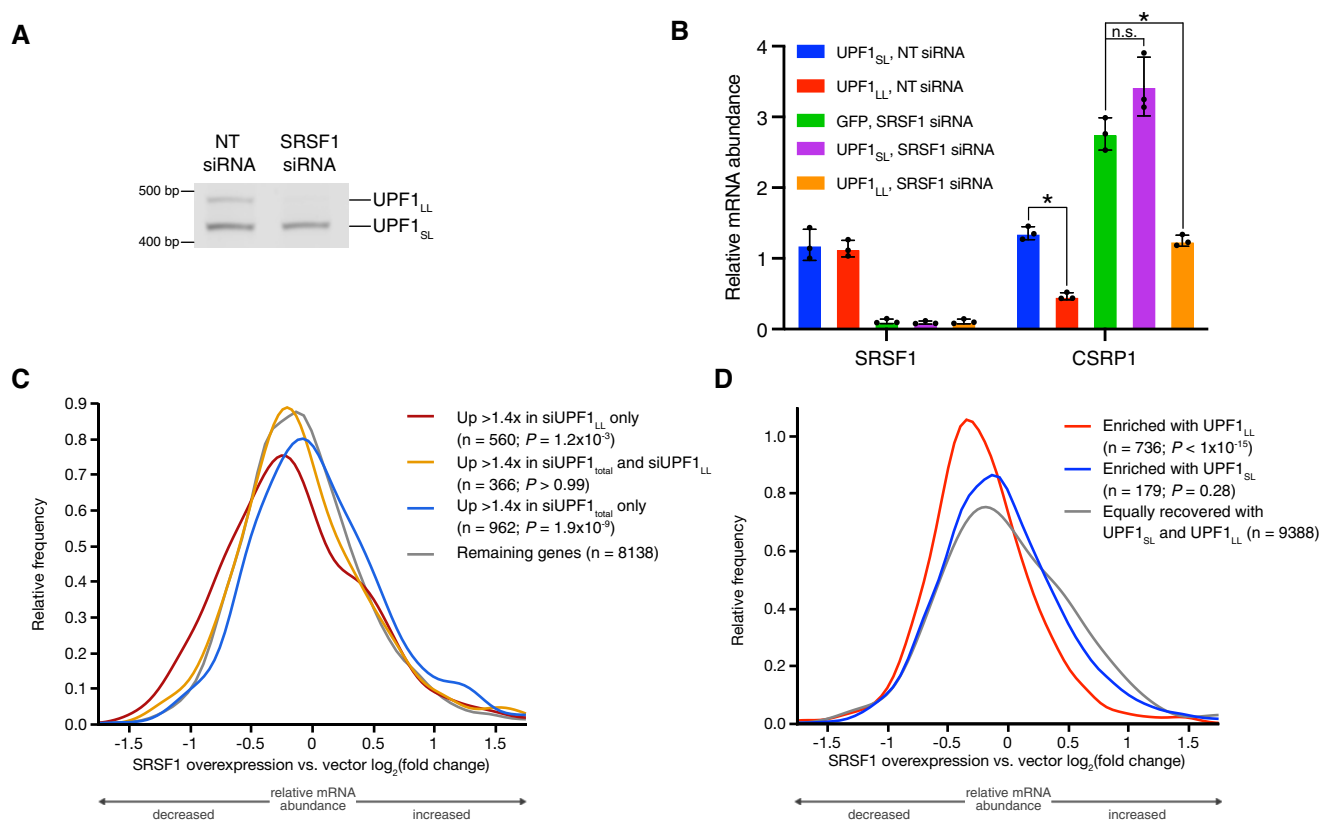 A
NT
siRNA
SRSF1
siRNA
500 bp
400 bp
UPF1LL
UPF1SL
B
Relative mRNA abundance
4
3
2
1
0
UPF1SL, NT siRNA
UPF1LL, NT siRNA
GFP, SRSF1 siRNA
UPF1SL, SRSF1 siRNA
UPF1LL, SRSF1 siRNA
*
n.s.
*
SRSF1
CSRP1
C
Relative frequency
0.9
0.8
0.7
0.6
0.5
0.4
0.3
0.2
0.1
0.0
Up >1.4x in siUPF1LL only
(n = 560; P = 1.2x10-3)
Up >1.4x in siUPF1total and siUPF1LL
(n = 366; P > 0.99)
Up >1.4x in siUPF1total only
(n = 962; P = 1.9x10-9)
Remaining genes (n = 8138)
-1.5
-1
-0.5
0
0.5
1
1.5
SRSF1 overexpression vs. vector log2(fold change)
relative mRNA
abundance
decreased
increased
D
Relative frequency
1.0
0.8
0.6
0.4
0.2
0.0
Enriched with UPF1LL
(n = 736; P < 1x10-15)
Enriched with UPF1SL
(n = 179; P = 0.28)
Equally recovered with
UPF1SL and UPF1LL (n = 9388)
-1.5
-1
-0.5
0
0.5
1
1.5
SRSF1 overexpression vs. vector log2(fold change)
relative mRNA
abundance
decreased
increased